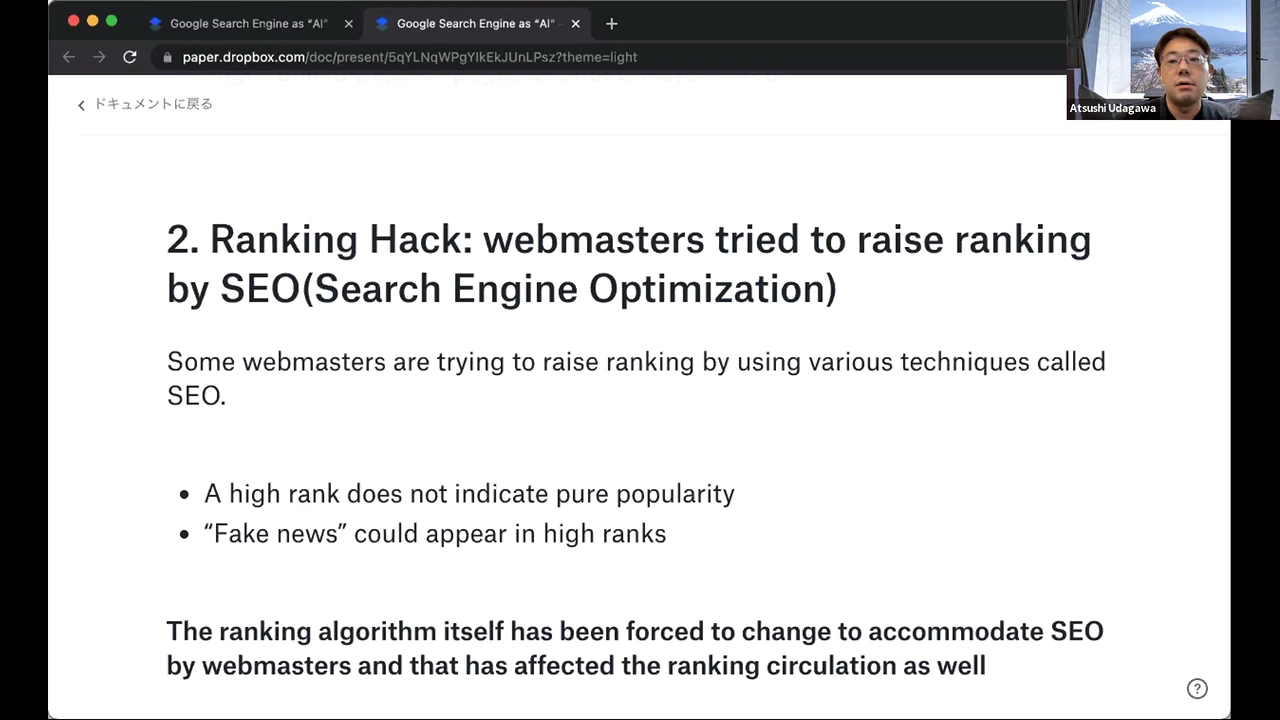 Google Search Engine as “AI”
Google Search Engine as “AI” -
paper.dropbox.com/doc/present/5qYLNqWPgYIkEkJUnLPsz?theme=light
Atsushi Udagawa
ドキュメントに戻る
2. Ranking Hack: webmasters tried to raise ranking
by SEO(Search Engine Optimization)
Some webmasters are trying to raise ranking by using various techniques called
SEO.
• A high rank does not indicate pure popularity
• “Fake news” could appear in high ranks
The ranking algorithm itself has been forced to change to accommodate SEO
by webmasters and that has affected the ranking circulation as well
?